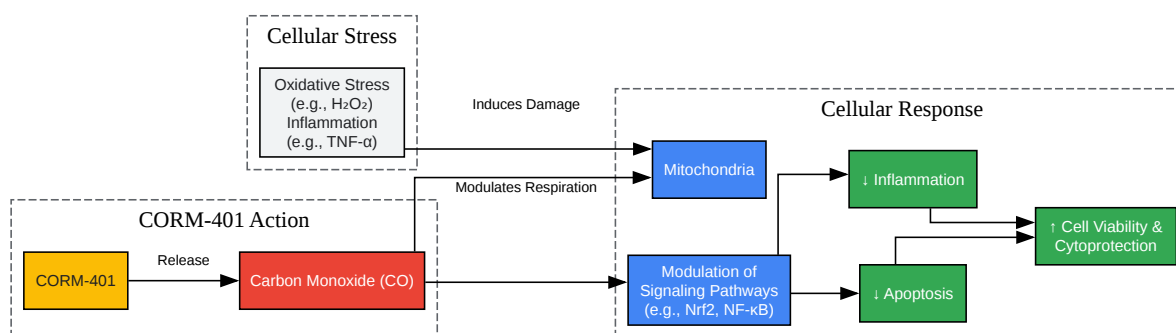 Cellular Stress
Oxidative Stress
(e.g., H₂O₂)
Inflammation
(e.g., TNF-α)
Induces Damage
Cellular Response
Mitochondria
Modulates Respiration
↓ Inflammation
CORM-401 Action
CORM-401
Release
Carbon Monoxide (CO)
Modulation of
Signaling Pathways
(e.g., Nrf2, NF-κB)
↓ Apoptosis
↑ Cell Viability &
Cytoprotection